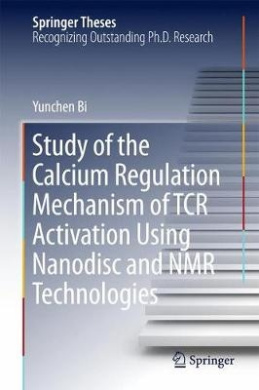 Springer Theses
Recognizing Outstanding Ph.D. Research
Yunchen Bi
Study of the
Calcium Regulation
Mechanism of TCR
Activation Using
Nanodisc and NMR
Technologies
Springer